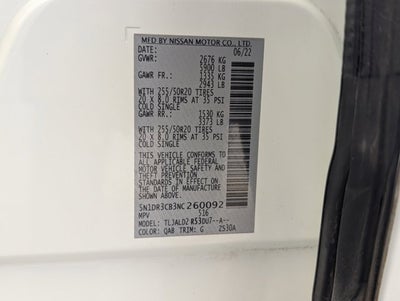 MFD BY NISSAN MOTOR CO., LTD.
DATE: 06/22
GVWR: 2676 KG
5900 LB
GAWR FR.: 1335 KG
2943 LB
WITH 255/50R20 TIRES
20 X 8.0 RIMS AT 35 PSI
COLD SINGLE
GAWR RR.: 1530 KG
3373 LB
WITH 255/50R20 TIRES
20 X 8.0 RIMS AT 35 PSI
COLD SINGLE
THIS VEHICLE CONFORMS TO
ALL APPLICABLE FEDERAL
MOTOR VEHICLE SAFETY
STANDARDS IN EFFECT ON
THE DATE OF MANUFACTURE
SHOWN ABOVE.
5N1DR3CB3NC260092
MPV 516
MODEL: TLJALD2 R53DU7--A--
COLOR: QAB TRIM: G ZS30A